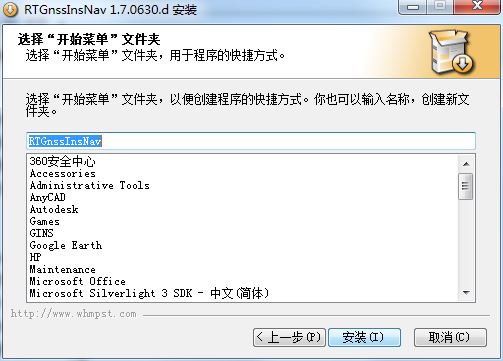 RTGnssInsNav 1.7.0630.d 安装
选择“开始菜单”文件夹
选择“开始菜单”文件夹，用于程序的快捷方式。
选择“开始菜单”文件夹，以便创建程序的快捷方式。你也可以输入名称，创建新文
件夹。
RTGnssInsNav
360安全中心
Accessories
Administrative Tools
AnyCAD
Autodesk
Games
GINS
Google Earth
HP
Maintenance
Microsoft Office
Microsoft Silverlight 3 SDK - 中文(简体)
http://www.whmpst.com
< 上一步(P) 安装(I) 取消(C)